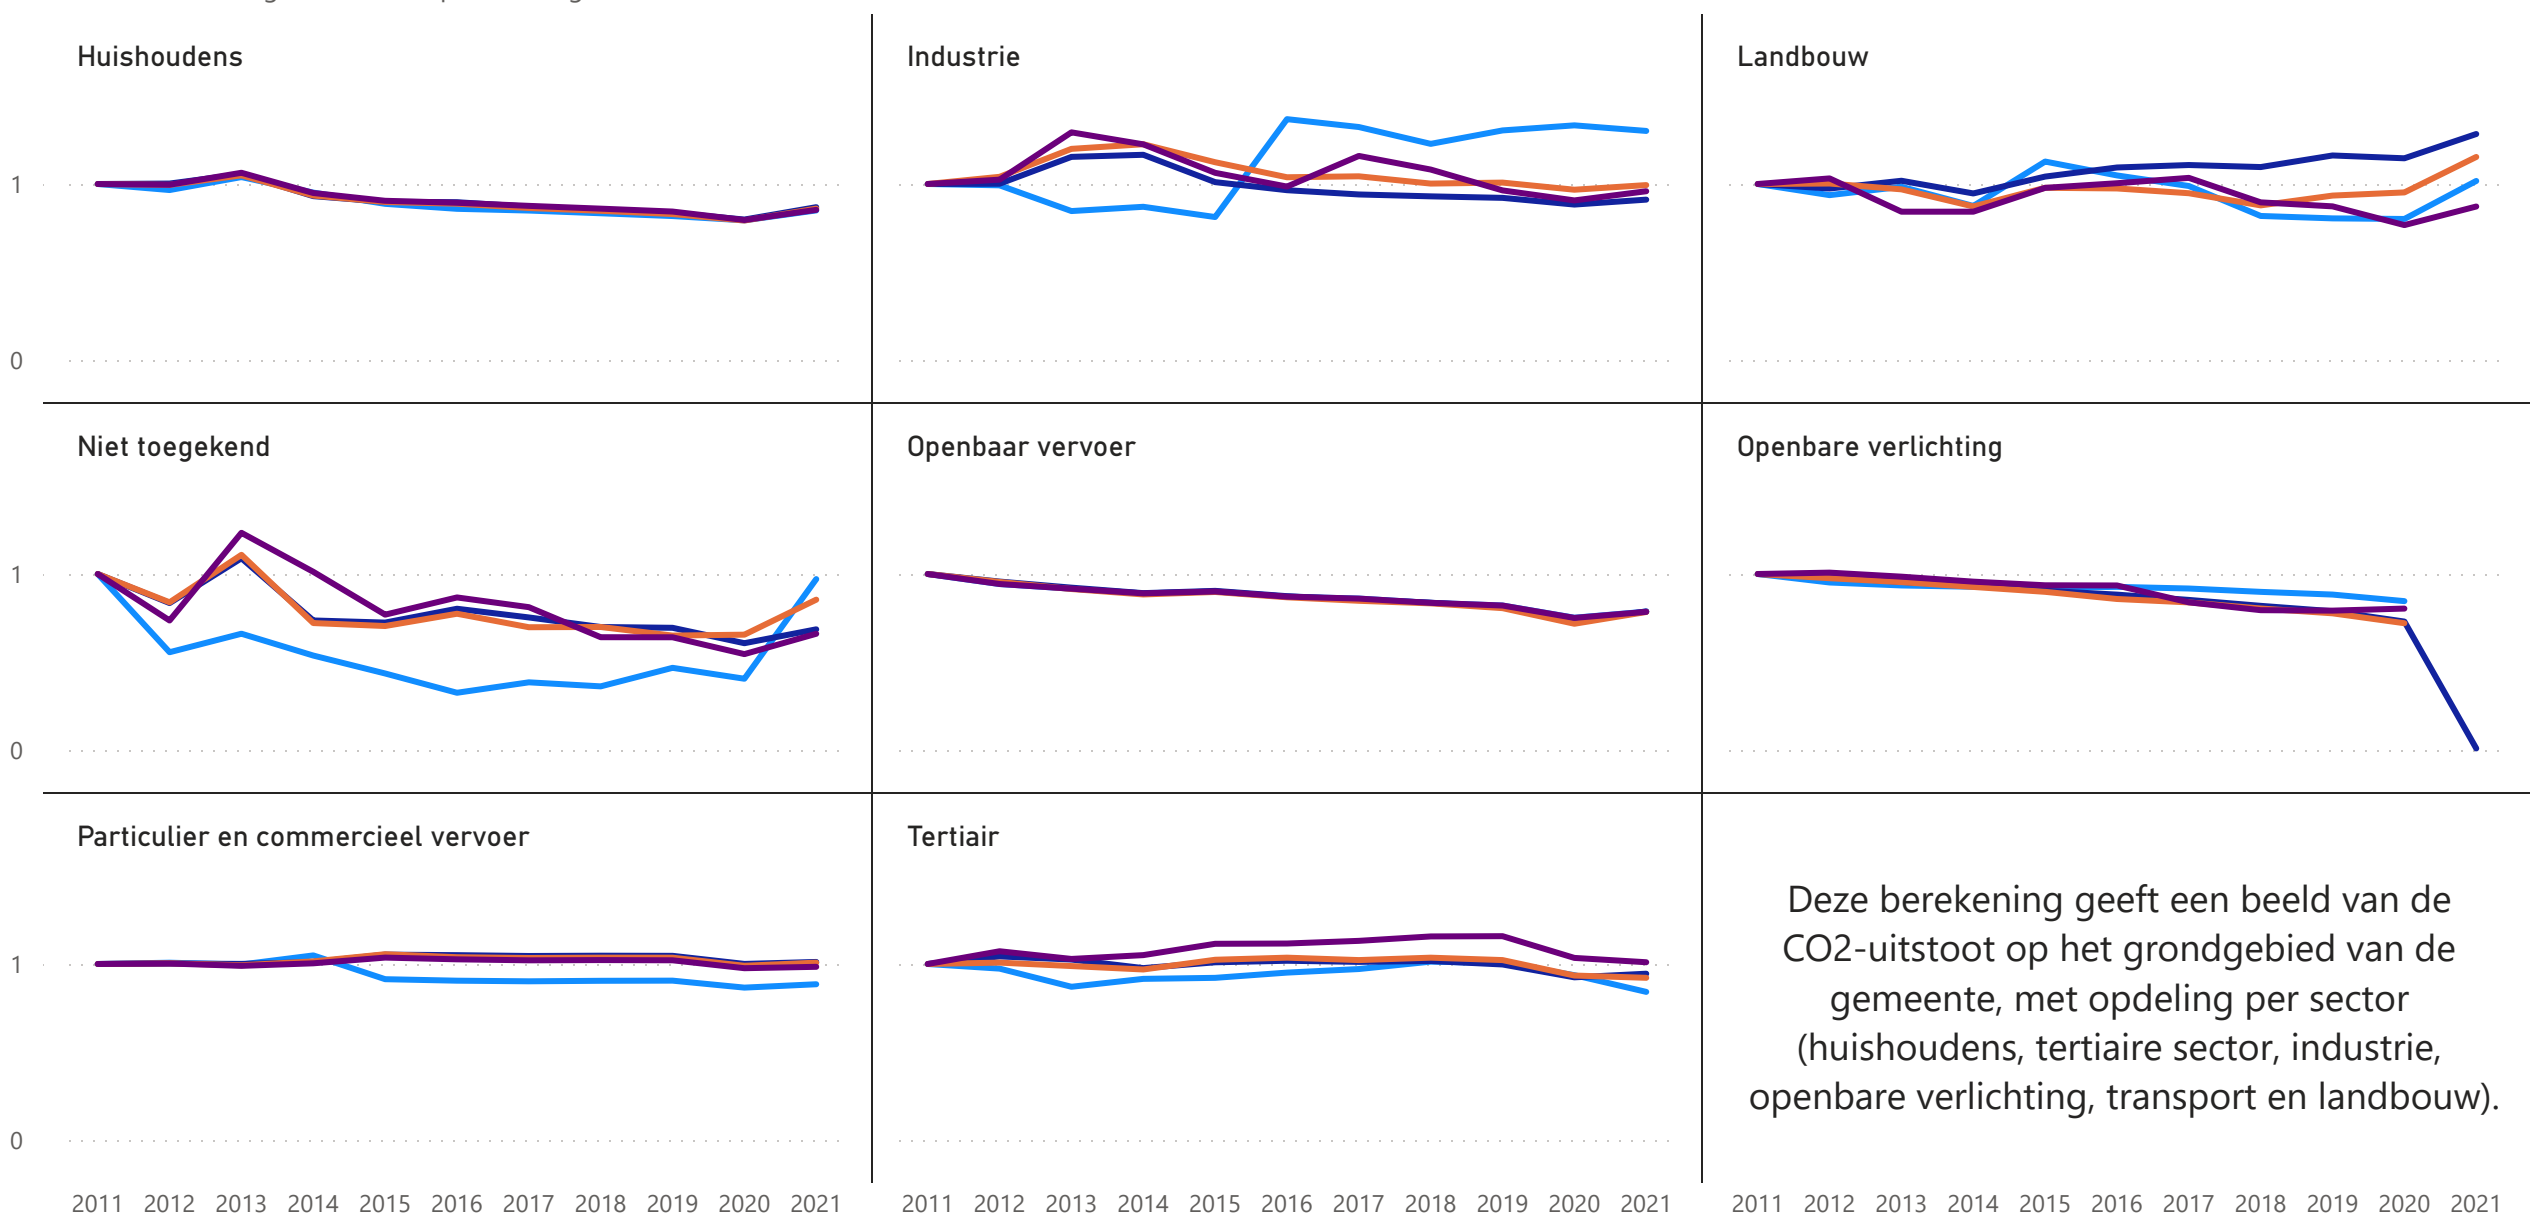 Huishoudens
Industrie
Landbouw
1
0
Niet toegekend
Openbaar vervoer
Openbare verlichting
1
0
Particulier en commercieel vervoer
Tertiair
1
0
Deze berekening geeft een beeld van de
CO2-uitstoot op het grondgebied van de
gemeente, met opdeling per sector
(huishoudens, tertiaire sector, industrie,
openbare verlichting, transport en landbouw).
2011 2012 2013 2014 2015 2016 2017 2018 2019 2020 2021
2011 2012 2013 2014 2015 2016 2017 2018 2019 2020 2021
2011 2012 2013 2014 2015 2016 2017 2018 2019 2020 2021